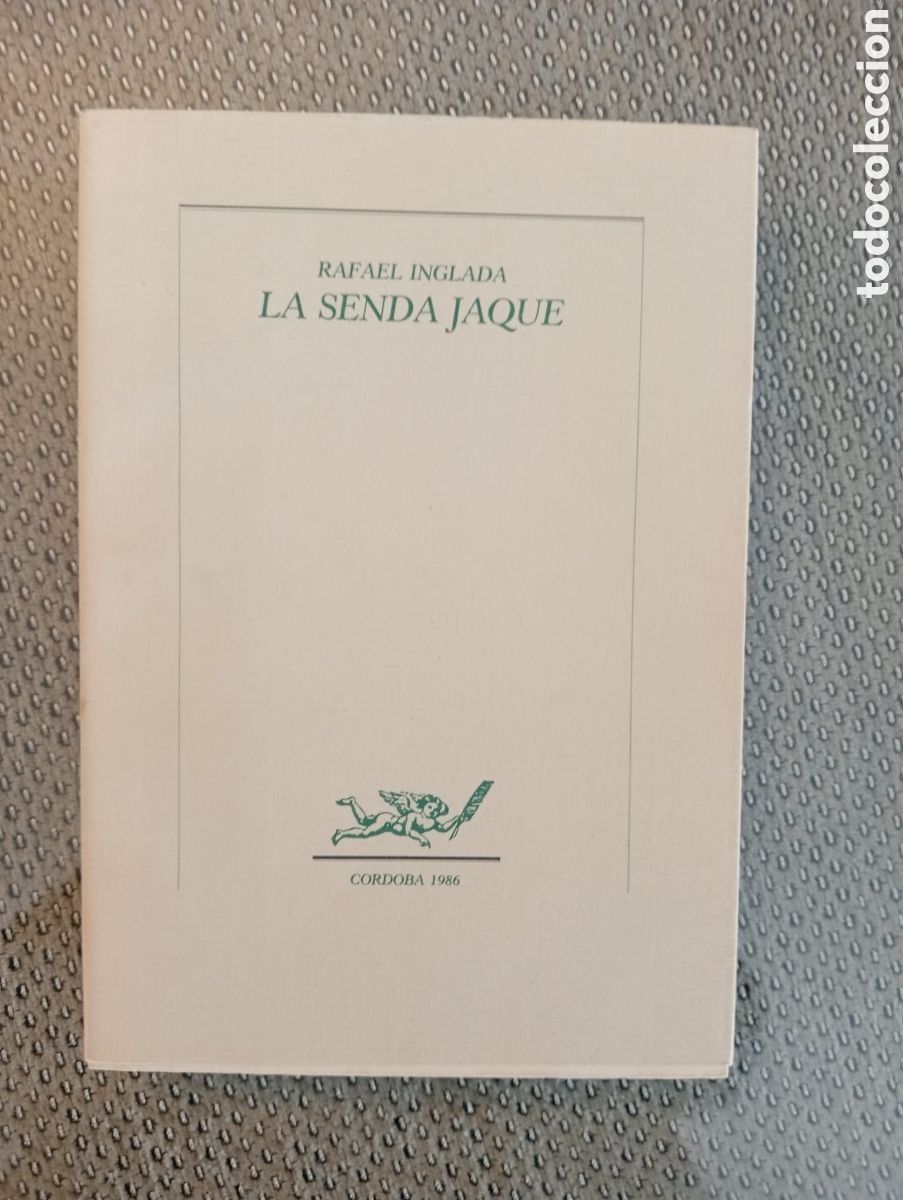 RAFAEL INGLADA
LA SENDA JAQUE
CORDOBA 1986
todocoleccion